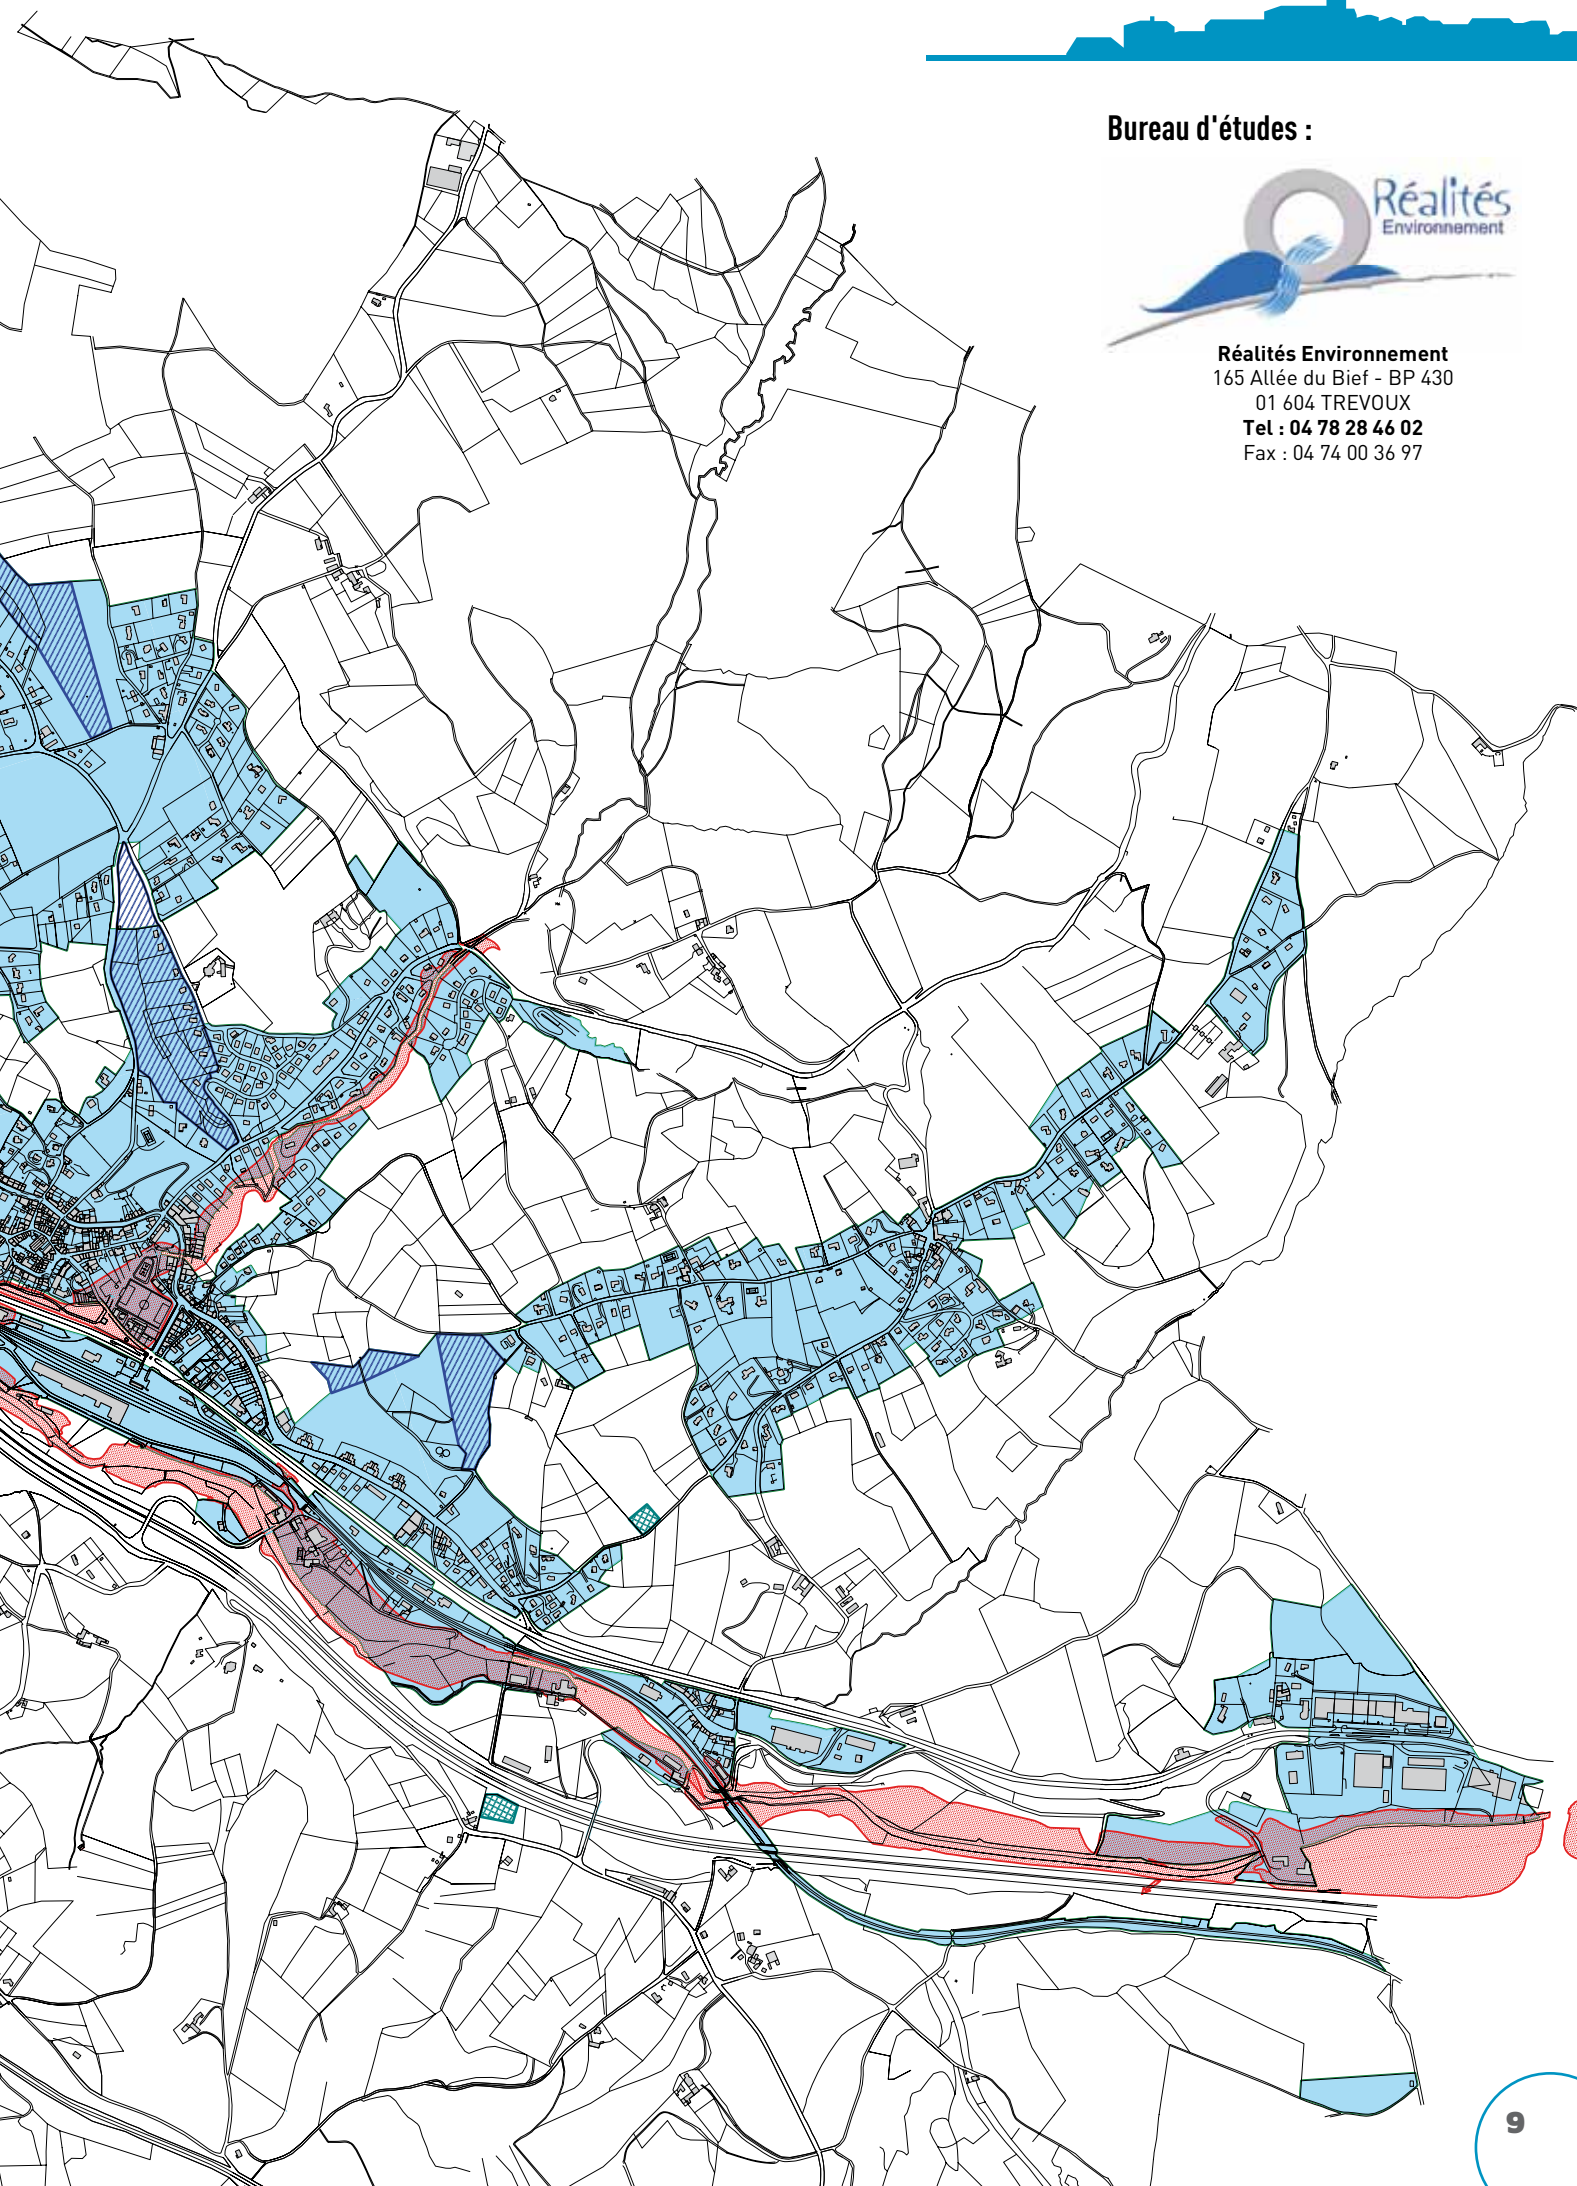 Bureau d'études :
Réalités
Environnement
Réalités Environnement
165 Allée du Bief - BP 430
01 604 TREVOUX
Tel : 04 78 28 46 02
Fax : 04 74 00 36 97
9